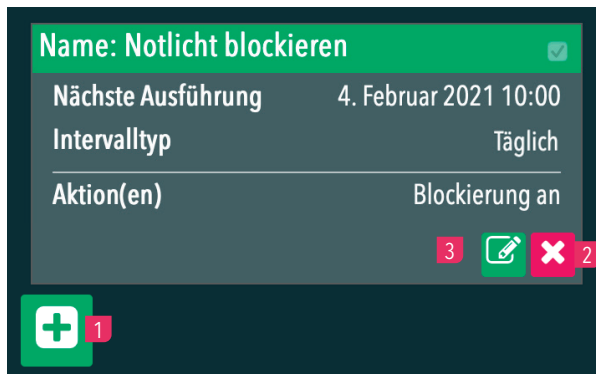 Name: Notlicht blockieren
Nächste Ausführung 4. Februar 2021 10:00
Intervalltyp Täglich
Aktion(en) Blockierung an
3 2
1